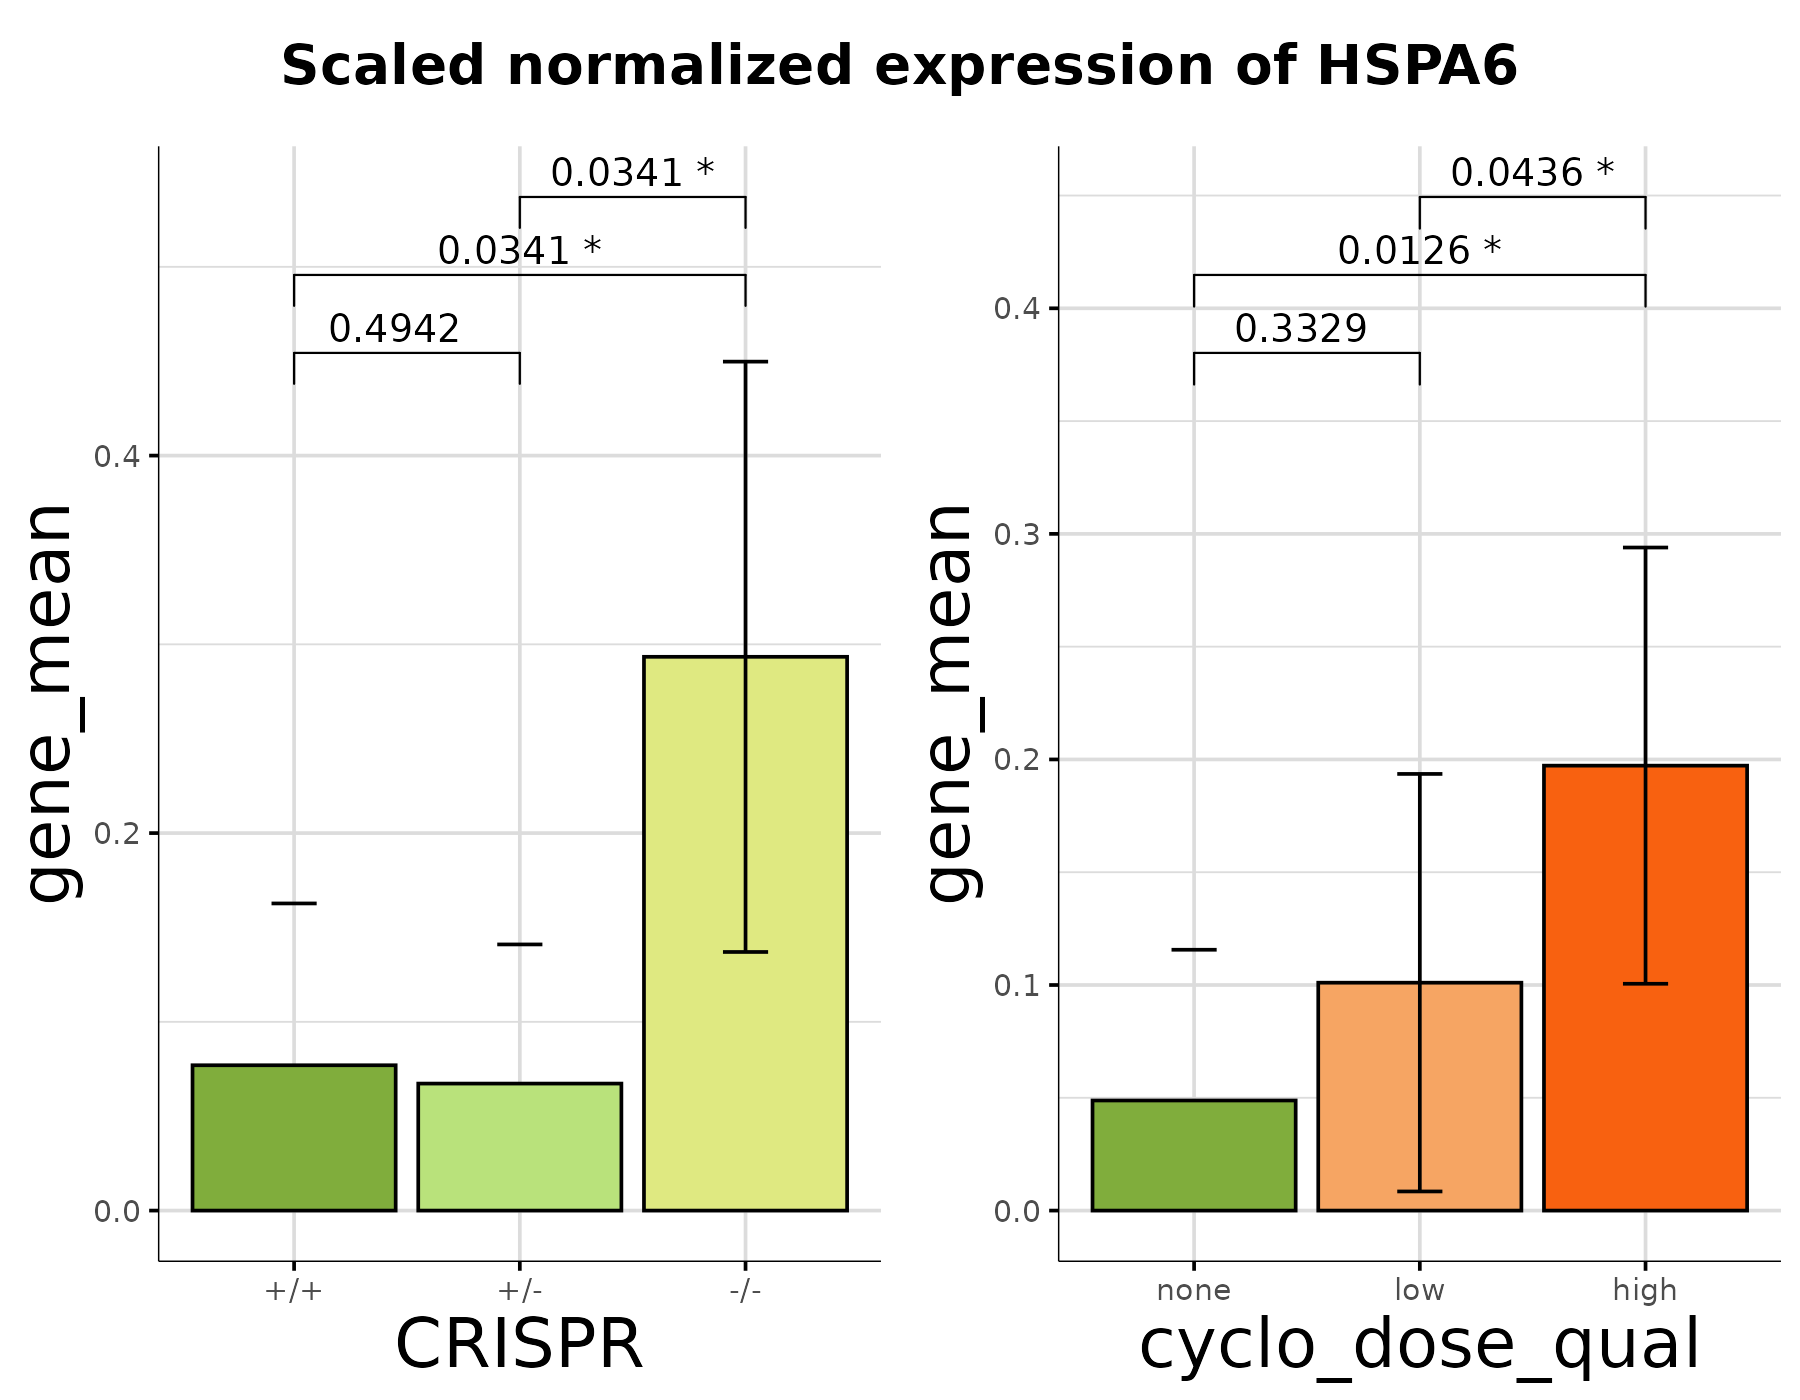 Scaled normalized expression of HSPA6
0.0341 *
0.0341 *
0.4942
0.4
0.2
0.0
gene_mean
+/+ +/- -/-
CRISPR
0.0436 *
0.0126 *
0.3329
0.4
0.3
0.2
0.1
0.0
gene_mean
none low high
cyclo_dose_qual